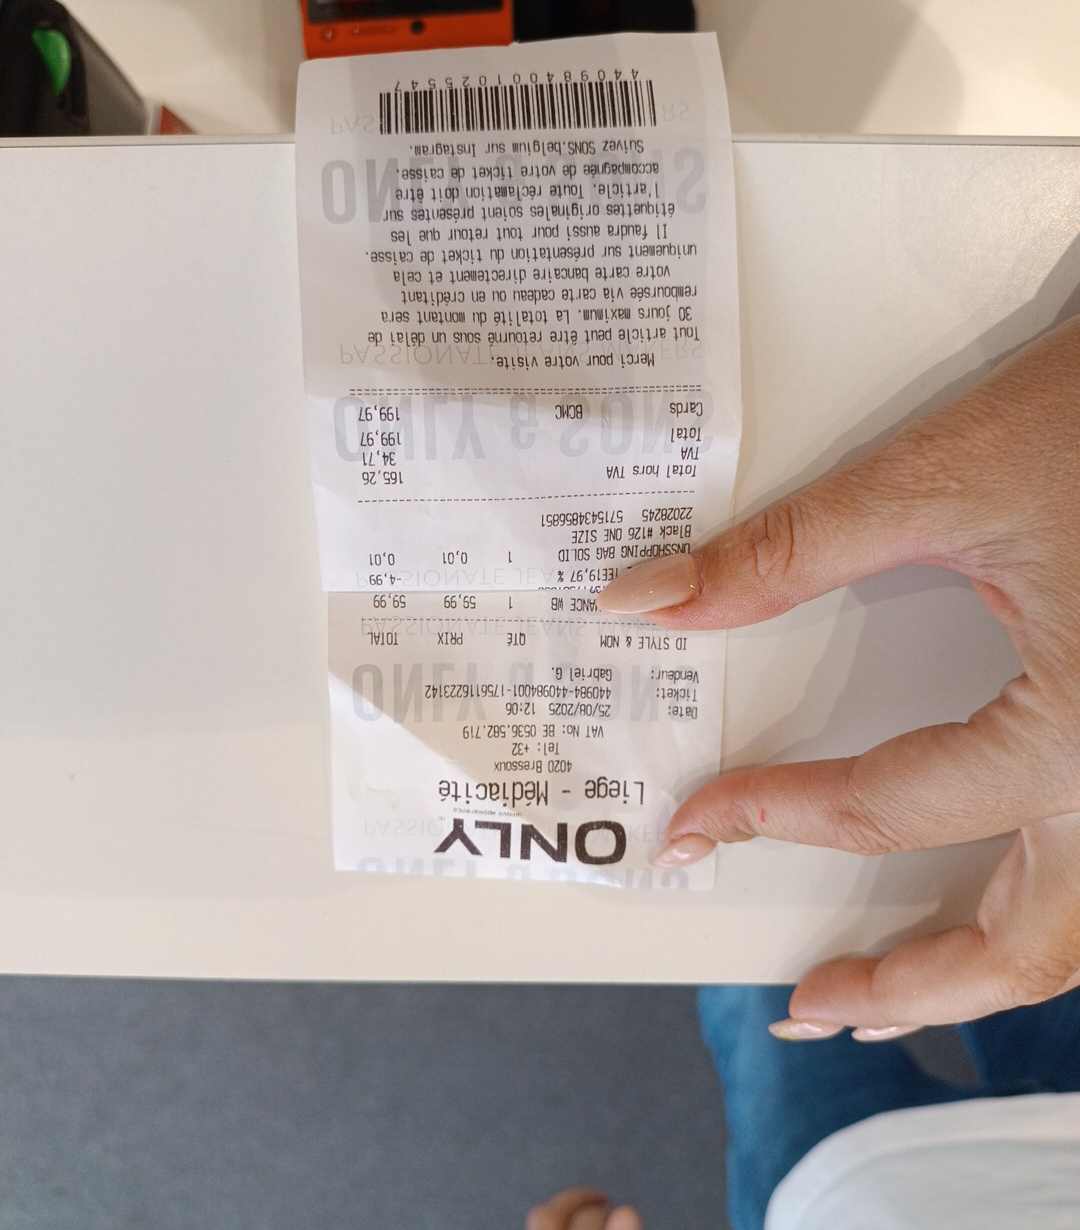 ONLY
Liege - Médiacité
4020 Bressoux
Tel: +32
VAT No: BE 0536.582.719
Date: 25/08/2025 12:06
Ticket: 440984-440984001-1756116223142
Vendeur: Gabriel G.
ID STYLE & NOM QTÉ PRIX TOTAL
ANCE WB 1 59,99 59,99
TEE19,97 % -4,99
UNSSHOPPING BAG SOLID 1 0,01 0,01
Black #126 ONE SIZE
22028245 5715434856851
Total hors TVA 165,26
TVA 34,71
Total 199,97
Cards BCMC 199,97
Merci pour votre visite.
Tout article peut être retourné sous un délai de
30 jours maximum. La totalité du montant sera
remboursée via carte cadeau ou en créditant
votre carte bancaire directement et cela
uniquement sur présentation du ticket de caisse.
Il faudra aussi pour tout retour que les
étiquettes originales soient présentes sur
l'article. Toute réclamation doit être
accompagnée de votre ticket de caisse.
Suivez SONS.belgium sur Instagram.
440984001025547